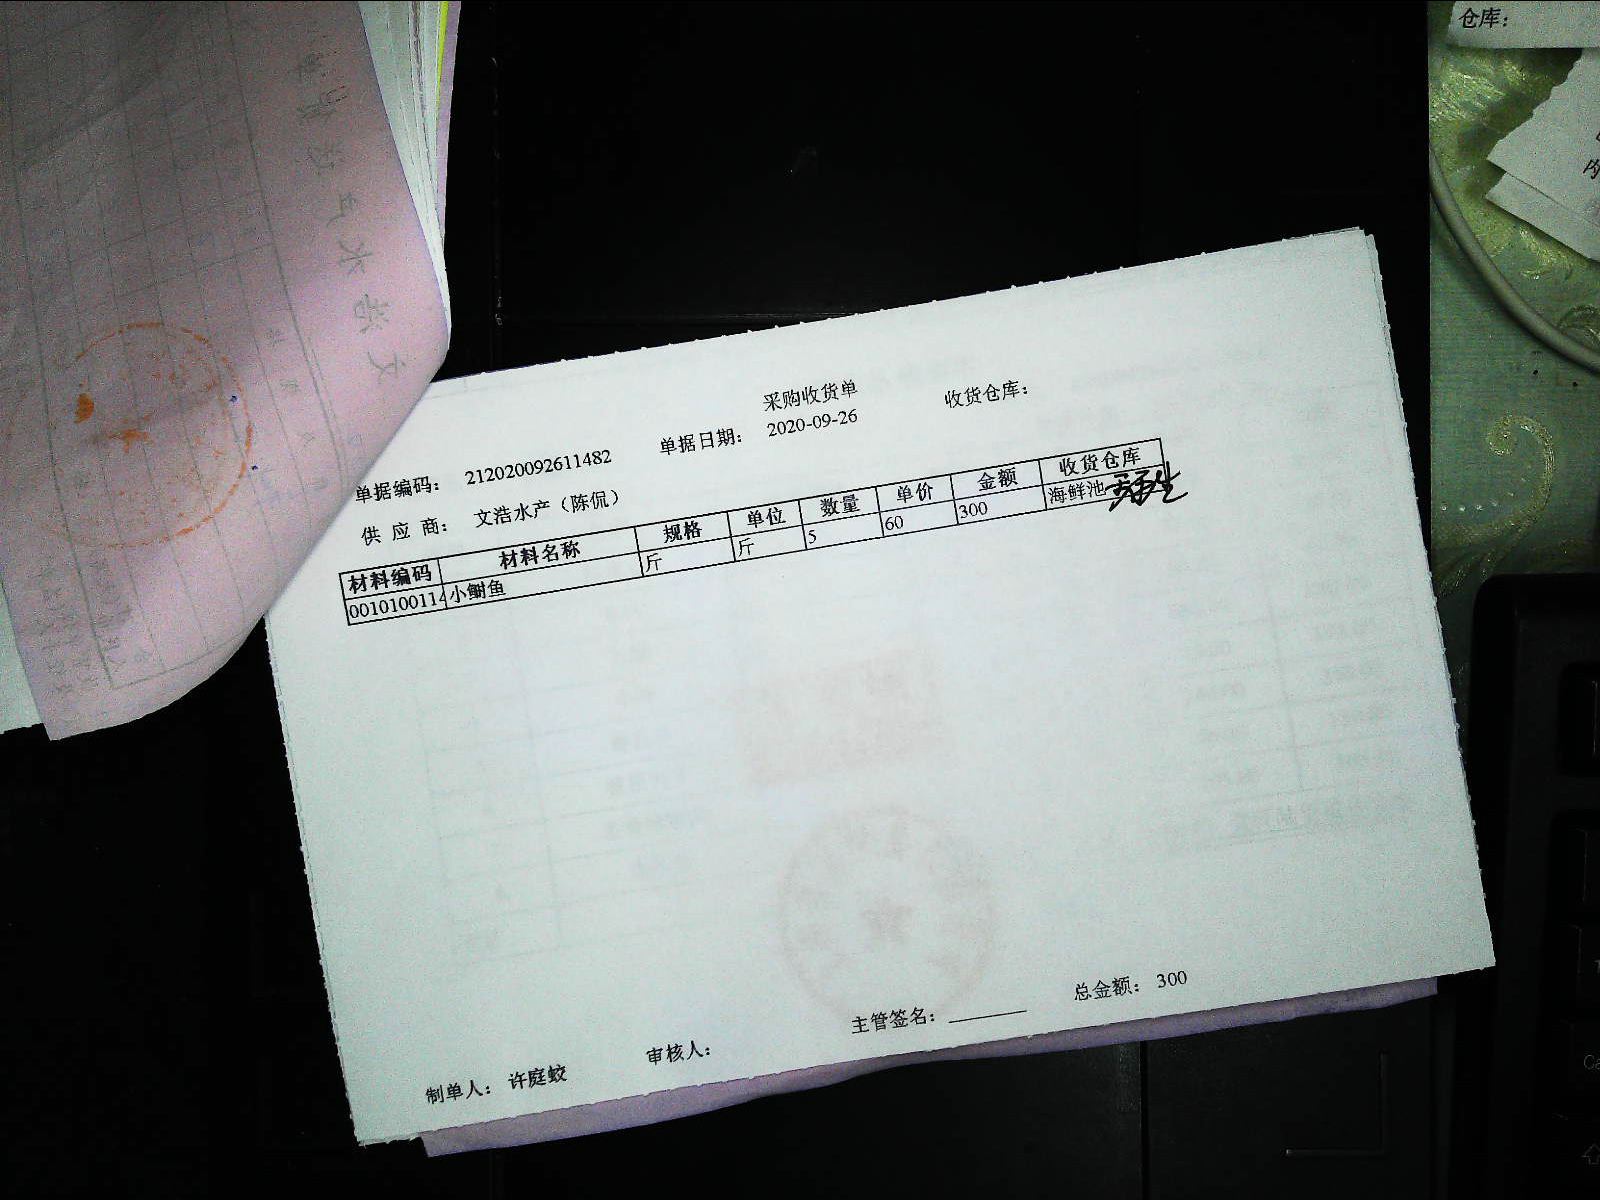 仓库：
内
采购收货单
单据编码： 212020092611482 单据日期： 2020-09-26 收货仓库：
供应商： 文浩水产（陈侃）
材料编码 材料名称 规格 单位 数量 单价 金额 收货仓库
0010100114 小鲥鱼 斤 斤 5 60 300 海鲜池
总金额： 300
制单人： 许庭蛟 审核人： 主管签名：